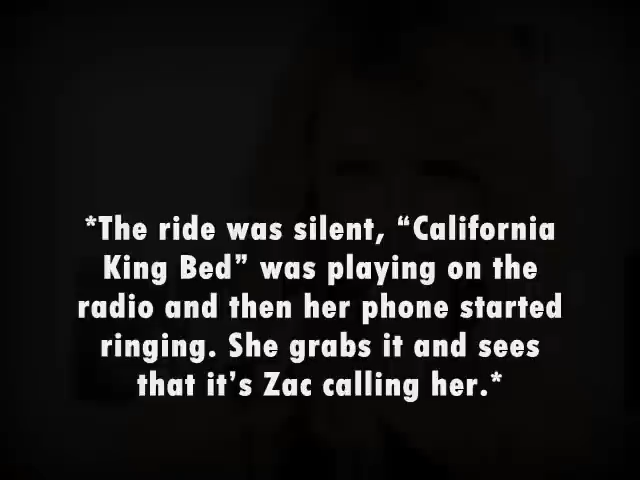 *The ride was silent, “California
King Bed” was playing on the
radio and then her phone started
ringing. She grabs it and sees
that it’s Zac calling her.*